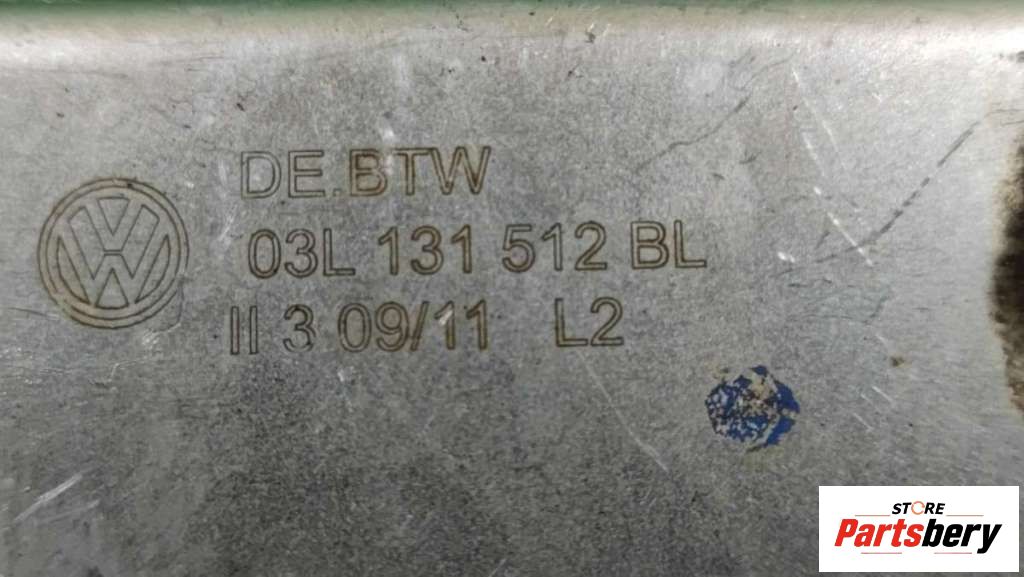 DE.BTW
VW
03L 131 512 BL
II 3 09/11 L2
STORE
Partsbery